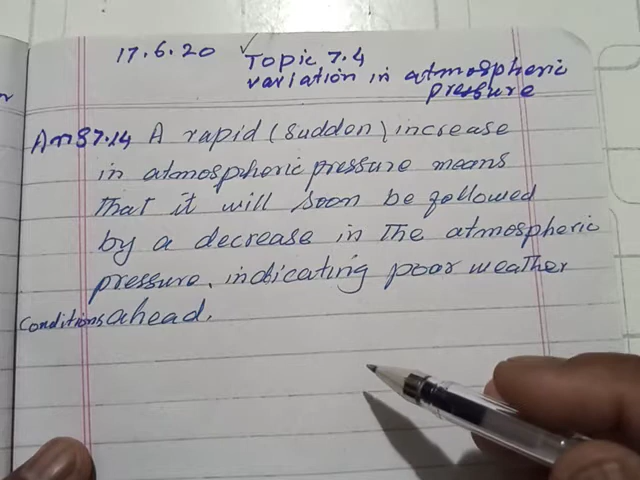 17.6.20 Topic 7.4
variation in atmospheric
pressure
Ans 7.14 A rapid (sudden) increase
in atmospheric pressure means
that it will soon be followed
by a decrease in the atmospheric
pressure, indicating poor weather
conditions ahead.